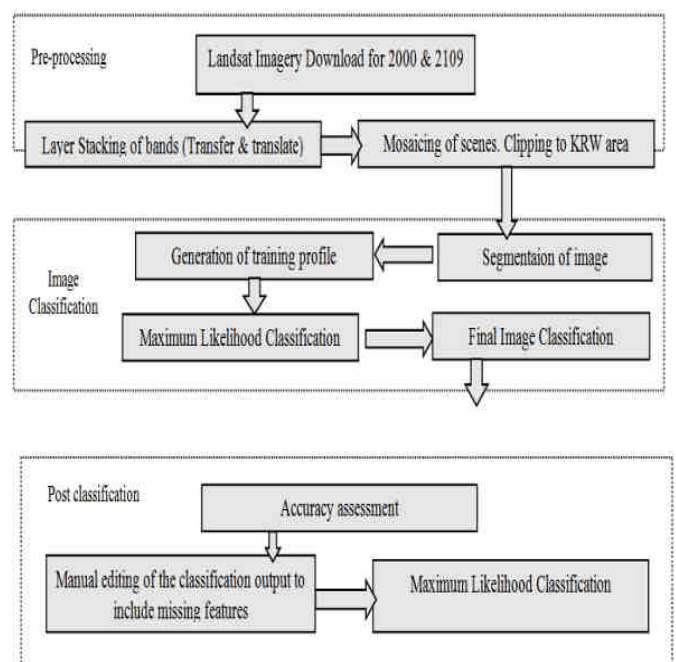 Pre-processing
Landsat Imagery Download for 2000 & 2109
Layer Stacking of bands (Transfer & translate)
Mosaicing of scenes. Clipping to KRW area
Image
Classification
Generation of training profile
Segmentaion of image
Maximum Likelihood Classification
Final Image Classification
Post classification
Accuracy assessment
Manual editing of the classification output to
include missing features
Maximum Likelihood Classification